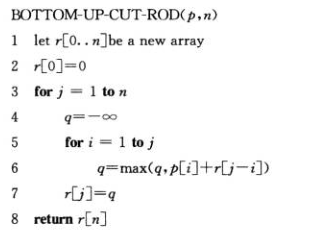 BOTTOM-UP-CUT-ROD(p,n)
1 let r[0..n]be a new array
2 r[0]=0
3 for j = 1 to n
4 q=-∞
5 for i = 1 to j
6 q=max(q,p[i]+r[j-i])
7 r[j]=q
8 return r[n]